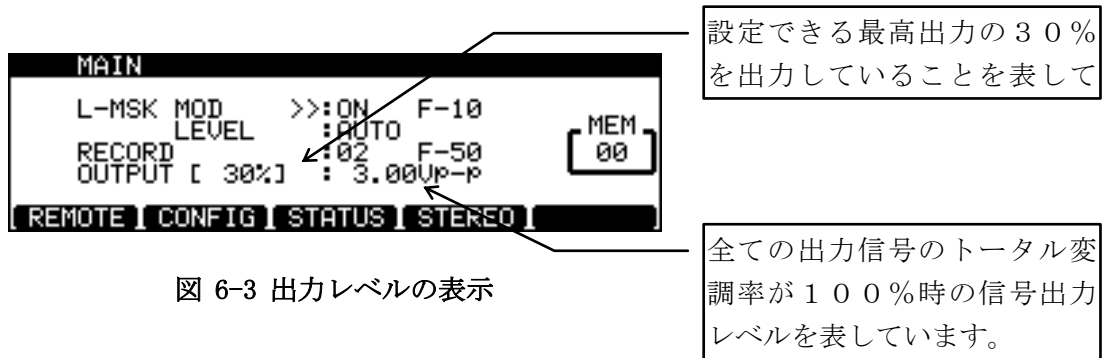 設定できる最高出力の３０％
を出力していることを表して
MAIN
L-MSK MOD >>:ON F-10
LEVEL :AUTO
RECORD :02 F-50
OUTPUT [ 30%] : 3.00Vp-p
MEM
00
REMOTE CONFIG STATUS STEREO
図 6-3 出力レベルの表示
全ての出力信号のトータル変
調率が１００％時の信号出力
レベルを表しています。